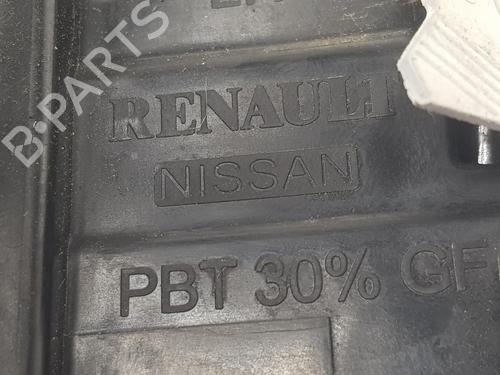 RENAULT
NISSAN
PBT 30% GF
B-PARTS